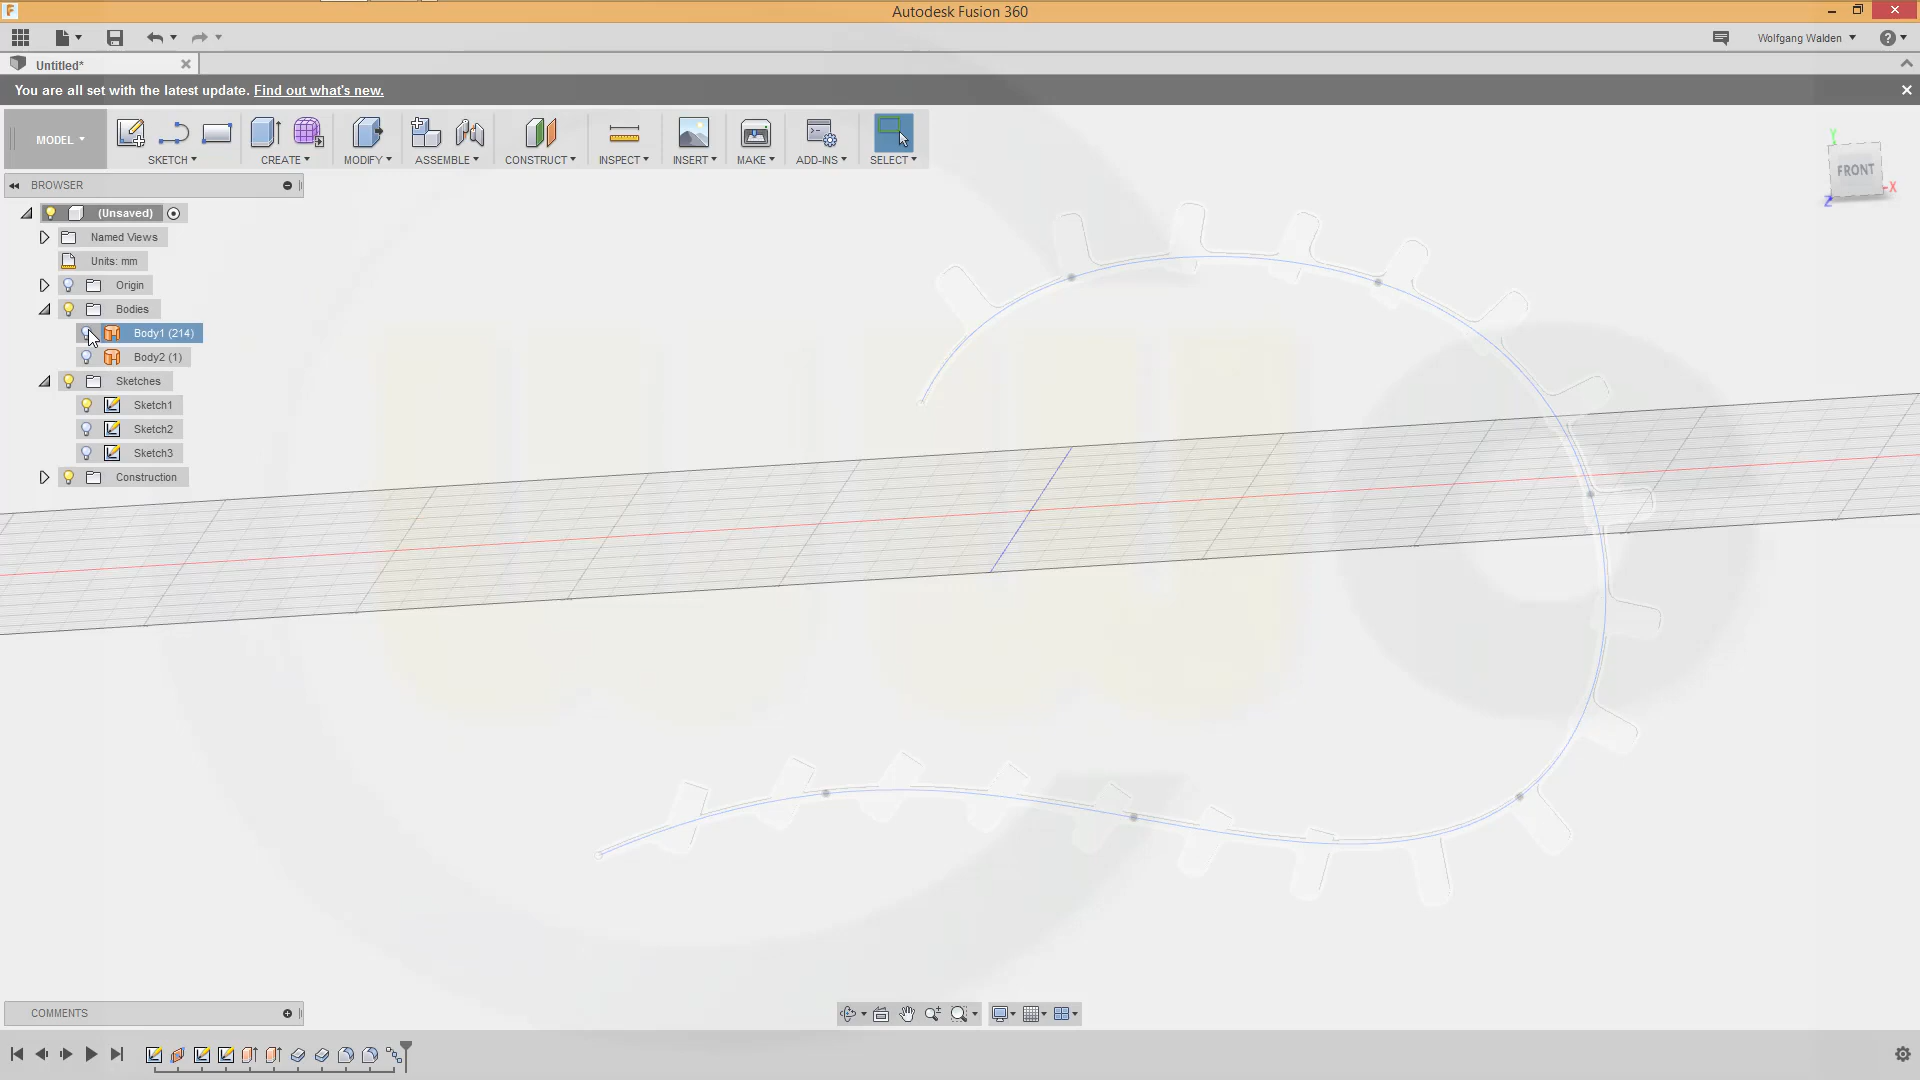 Autodesk Fusion 360
Wolfgang Walden
Untitled*
You are all set with the latest update. Find out what's new.
MODEL
SKETCH
CREATE
MODIFY
ASSEMBLE
CONSTRUCT
INSPECT
INSERT
MAKE
ADD-INS
SELECT
BROWSER
(Unsaved)
Named Views
Units: mm
Origin
Bodies
Body1 (214)
Body2 (1)
Sketches
Sketch1
Sketch2
Sketch3
Construction
Y
FRONT
X
Z
COMMENTS